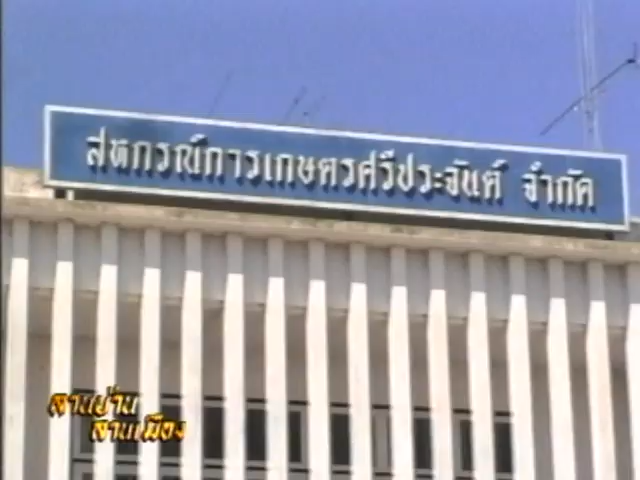 สหกรณ์การเกษตรศรีประจันต์ จำกัด
ลานบ้าน
ลานเมือง